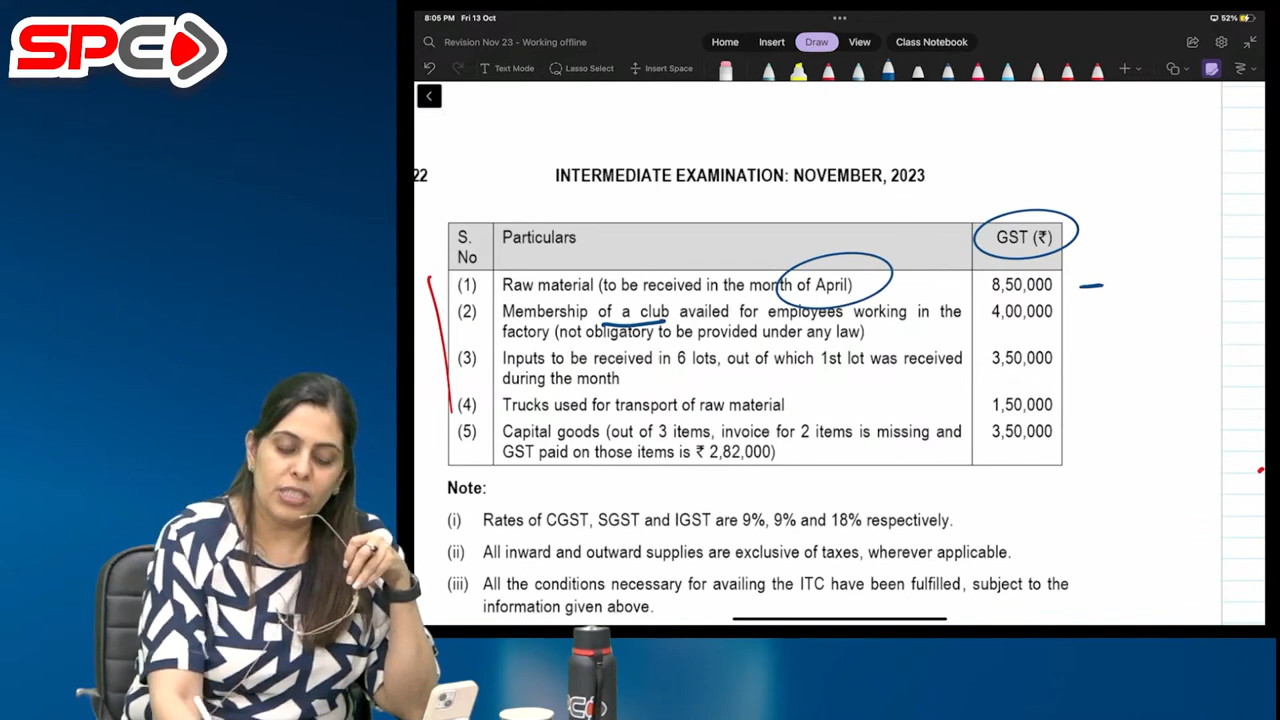 SPC
8:05 PM Fri 13 Oct
52%
Revision Nov 23 - Working offline
Home
Insert
Draw
View
Class Notebook
Text Mode
Lasso Select
Insert Space
22
INTERMEDIATE EXAMINATION: NOVEMBER, 2023
S. No
Particulars
GST (₹)
(1) Raw material (to be received in the month of April) 8,50,000
(2) Membership of a club availed for employees working in the 4,00,000
factory (not obligatory to be provided under any law)
(3) Inputs to be received in 6 lots, out of which 1st lot was received 3,50,000
during the month
(4) Trucks used for transport of raw material 1,50,000
(5) Capital goods (out of 3 items, invoice for 2 items is missing and 3,50,000
GST paid on those items is ₹ 2,82,000)
Note:
(i) Rates of CGST, SGST and IGST are 9%, 9% and 18% respectively.
(ii) All inward and outward supplies are exclusive of taxes, wherever applicable.
(iii) All the conditions necessary for availing the ITC have been fulfilled, subject to the
information given above.